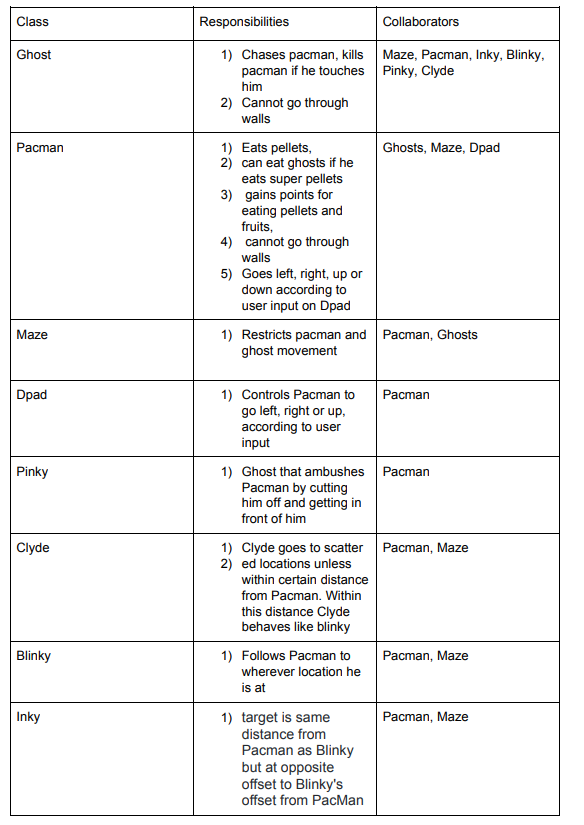 Class Responsibilities Collaborators
Ghost
1) Chases pacman, kills
pacman if he touches
him
2) Cannot go through
walls
Maze, Pacman, Inky, Blinky,
Pinky, Clyde
Pacman
1) Eats pellets,
2) can eat ghosts if he
eats super pellets
3) gains points for
eating pellets and
fruits,
4) cannot go through
walls
5) Goes left, right, up or
down according to
user input on Dpad
Ghosts, Maze, Dpad
Maze
1) Restricts pacman and
ghost movement
Pacman, Ghosts
Dpad
1) Controls Pacman to
go left, right or up,
according to user
input
Pacman
Pinky
1) Ghost that ambushes
Pacman by cutting
him off and getting in
front of him
Pacman
Clyde
1) Clyde goes to scatter
2) ed locations unless
within certain distance
from Pacman. Within
this distance Clyde
behaves like blinky
Pacman, Maze
Blinky
1) Follows Pacman to
wherever location he
is at
Pacman, Maze
Inky
1) target is same
distance from
Pacman as Blinky
but at opposite
offset to Blinky's
offset from PacMan
Pacman, Maze